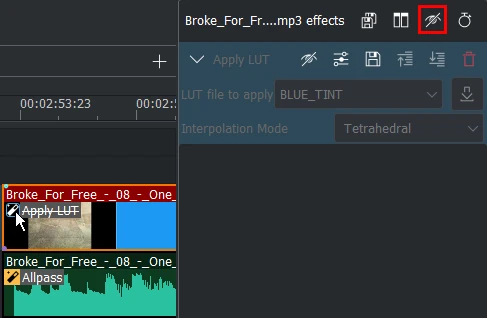 Broke_For_Fr....mp3 effects
Apply LUT
LUT file to apply BLUE_TINT
Interpolation Mode Tetrahedral
00:02:53:23 00:02:5
Broke_For_Free_-_08_-_One_
Apply LUT
Broke_For_Free_-_08_-_One_
Allpass